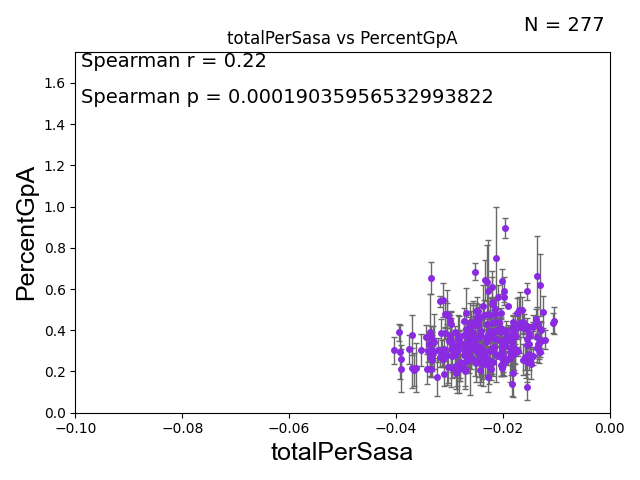 N = 277
totalPerSasa vs PercentGpA
Spearman r = 0.22
Spearman p = 0.00019035956532993822
PercentGpA
1.6
1.4
1.2
1.0
0.8
0.6
0.4
0.2
0.0
−0.10 −0.08 −0.06 −0.04 −0.02 0.00
totalPerSasa